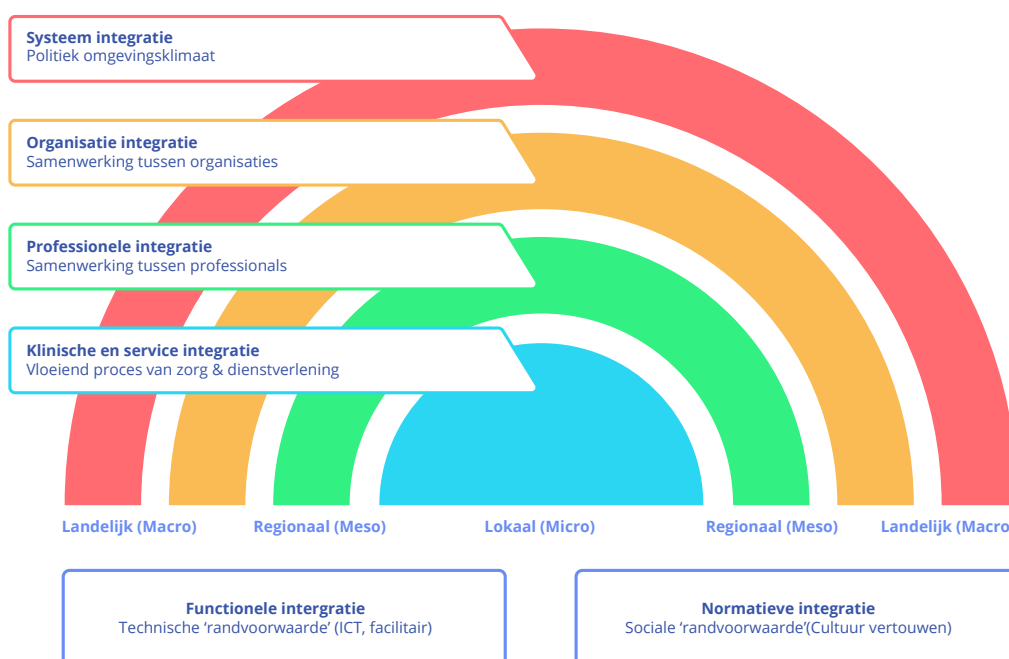 Systeem integratie
Politiek omgevingsklimaat
Organisatie integratie
Samenwerking tussen organisaties
Professionele integratie
Samenwerking tussen professionals
Klinische en service integratie
Vloeiend proces van zorg & dienstverlening
Landelijk (Macro) Regionaal (Meso) Lokaal (Micro) Regionaal (Meso) Landelijk (Macro
Functionele intergratie
Technische ‘randvoorwaarde’ (ICT, facilitair)
Normatieve integratie
Sociale ‘randvoorwaarde’(Cultuur vertouwen)